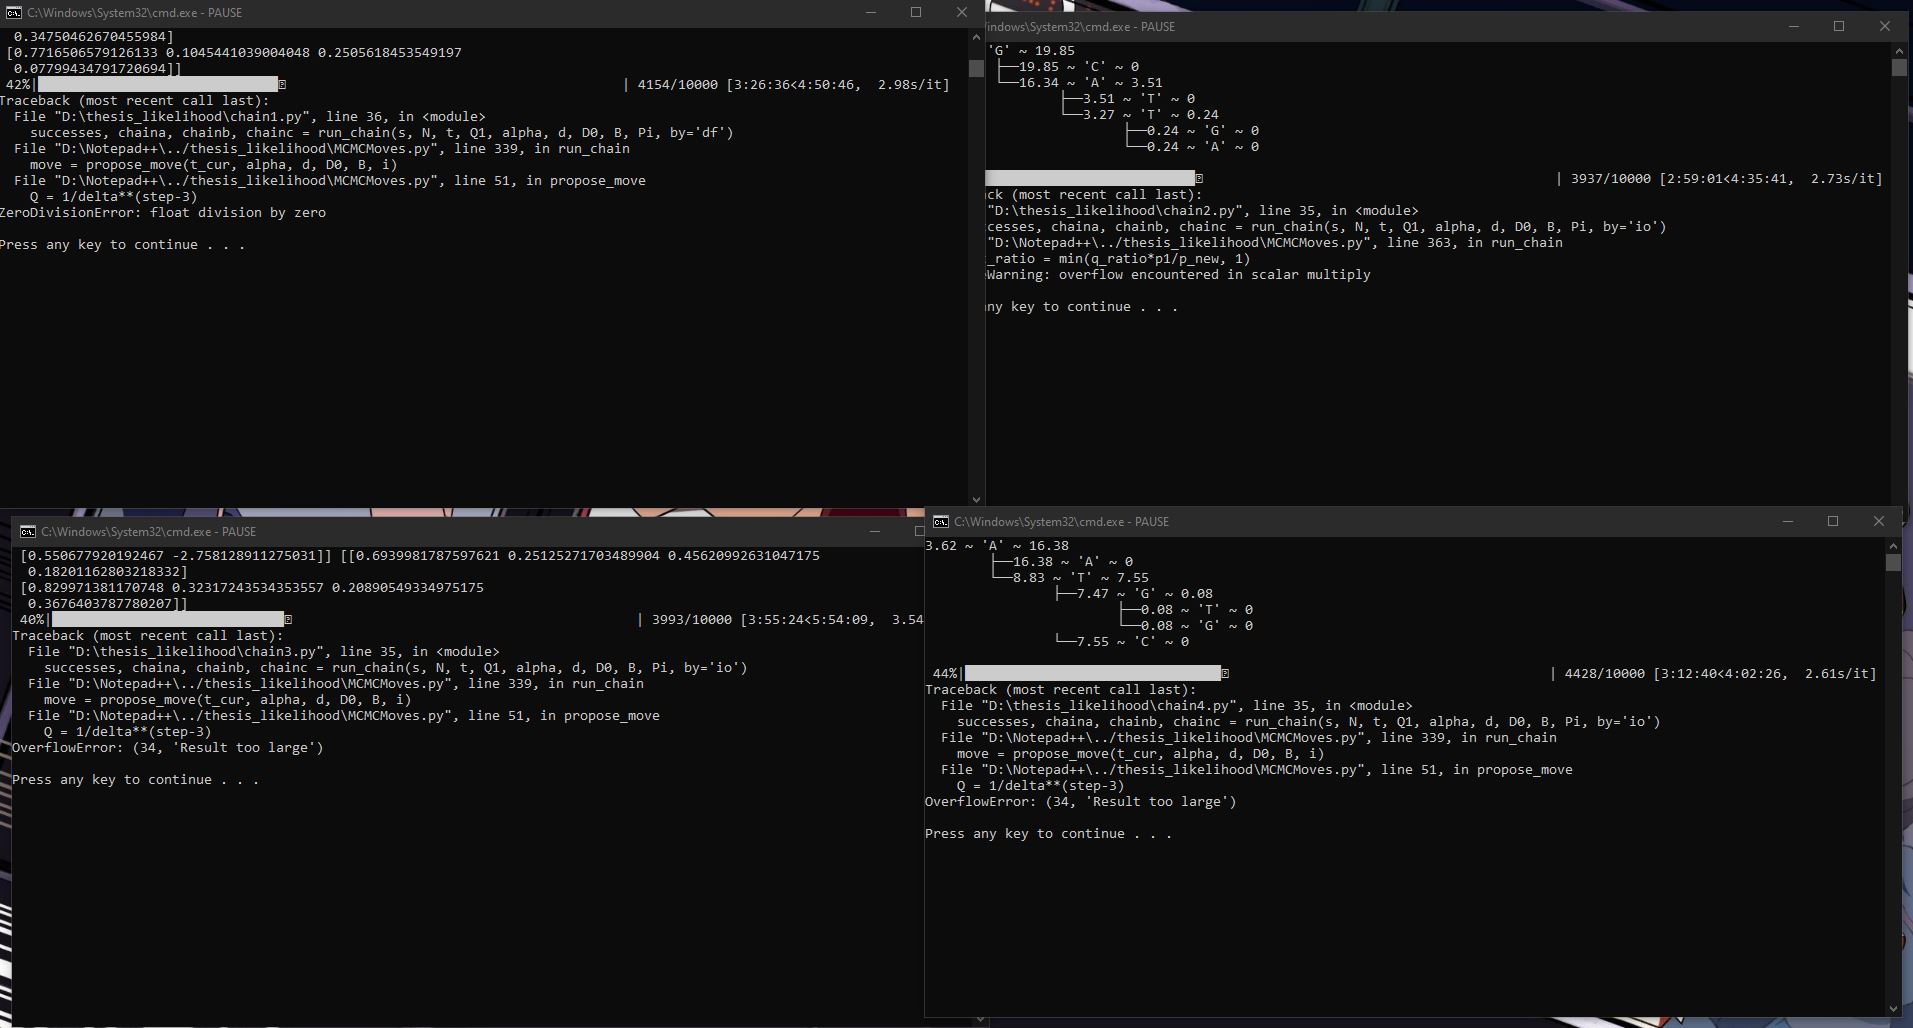 C:\Windows\System32\cmd.exe - PAUSE
0.34750462670455984]
[0.7716506579126133 0.1045441039004048 0.2505618453549197
0.07799434791720694]]
42%| | 4154/10000 [3:26:36<4:50:46, 2.98s/it]
Traceback (most recent call last):
File "D:\thesis_likelihood\chain1.py", line 36, in <module>
successes, chaina, chainb, chainc = run_chain(s, N, t, Q1, alpha, d, D0, B, Pi, by='df')
File "D:\Notepad++\../thesis_likelihood\MCMCMoves.py", line 339, in run_chain
move = propose_move(t_cur, alpha, d, D0, B, i)
File "D:\Notepad++\../thesis_likelihood\MCMCMoves.py", line 51, in propose_move
Q = 1/delta**(step-3)
ZeroDivisionError: float division by zero
Press any key to continue . . .
indows\System32\cmd.exe - PAUSE
'G' ~ 19.85
├──19.85 ~ 'C' ~ 0
└──16.34 ~ 'A' ~ 3.51
├──3.51 ~ 'T' ~ 0
└──3.27 ~ 'T' ~ 0.24
├──0.24 ~ 'G' ~ 0
└──0.24 ~ 'A' ~ 0
| 3937/10000 [2:59:01<4:35:41, 2.73s/it]
ck (most recent call last):
"D:\thesis_likelihood\chain2.py", line 35, in <module>
cesses, chaina, chainb, chainc = run_chain(s, N, t, Q1, alpha, d, D0, B, Pi, by='io')
"D:\Notepad++\../thesis_likelihood\MCMCMoves.py", line 363, in run_chain
_ratio = min(q_ratio*p1/p_new, 1)
Warning: overflow encountered in scalar multiply
ny key to continue . . .
C:\Windows\System32\cmd.exe - PAUSE
[0.550677920192467 -2.758128911275031]] [[0.6939981787597621 0.25125271703489904 0.45620992631047175
0.18201162803218332]
[0.829971381170748 0.32317243534353557 0.20890549334975175
0.3676403787780207]]
40%| | 3993/10000 [3:55:24<5:54:09, 3.54
Traceback (most recent call last):
File "D:\thesis_likelihood\chain3.py", line 35, in <module>
successes, chaina, chainb, chainc = run_chain(s, N, t, Q1, alpha, d, D0, B, Pi, by='io')
File "D:\Notepad++\../thesis_likelihood\MCMCMoves.py", line 339, in run_chain
move = propose_move(t_cur, alpha, d, D0, B, i)
File "D:\Notepad++\../thesis_likelihood\MCMCMoves.py", line 51, in propose_move
Q = 1/delta**(step-3)
OverflowError: (34, 'Result too large')
Press any key to continue . . .
C:\Windows\System32\cmd.exe - PAUSE
3.62 ~ 'A' ~ 16.38
├──16.38 ~ 'A' ~ 0
└──8.83 ~ 'T' ~ 7.55
├──7.47 ~ 'G' ~ 0.08
├──0.08 ~ 'T' ~ 0
└──0.08 ~ 'G' ~ 0
└──7.55 ~ 'C' ~ 0
44%| | 4428/10000 [3:12:40<4:02:26, 2.61s/it]
Traceback (most recent call last):
File "D:\thesis_likelihood\chain4.py", line 35, in <module>
successes, chaina, chainb, chainc = run_chain(s, N, t, Q1, alpha, d, D0, B, Pi, by='io')
File "D:\Notepad++\../thesis_likelihood\MCMCMoves.py", line 339, in run_chain
move = propose_move(t_cur, alpha, d, D0, B, i)
File "D:\Notepad++\../thesis_likelihood\MCMCMoves.py", line 51, in propose_move
Q = 1/delta**(step-3)
OverflowError: (34, 'Result too large')
Press any key to continue . . .